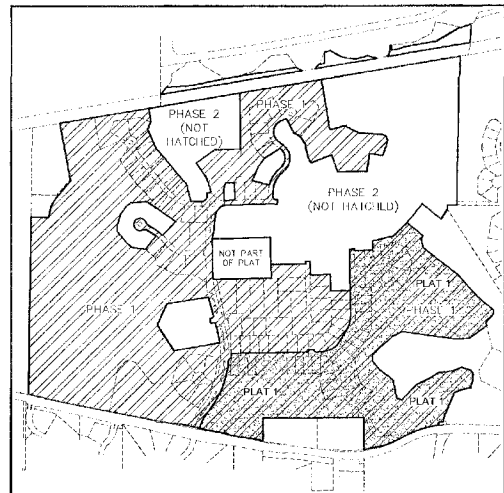 PHASE 2
(NOT
HATCHED)
PHASE 1
PHASE 2
(NOT HATCHED)
NOT PART
OF PLAT
PHASE 1
PLAT 1
HASE 1
PLAT 1
PLAT 1